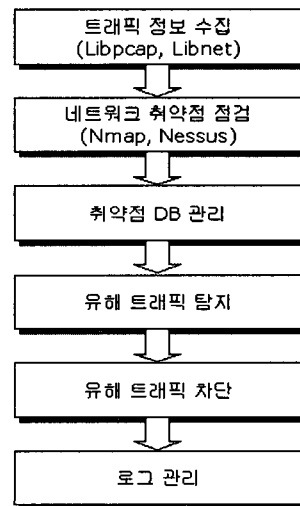 트래픽 정보 수집
(Libpcap, Libnet)
네트워크 취약점 점검
(Nmap, Nessus)
취약점 DB 관리
유해 트래픽 탐지
유해 트래픽 차단
로그 관리